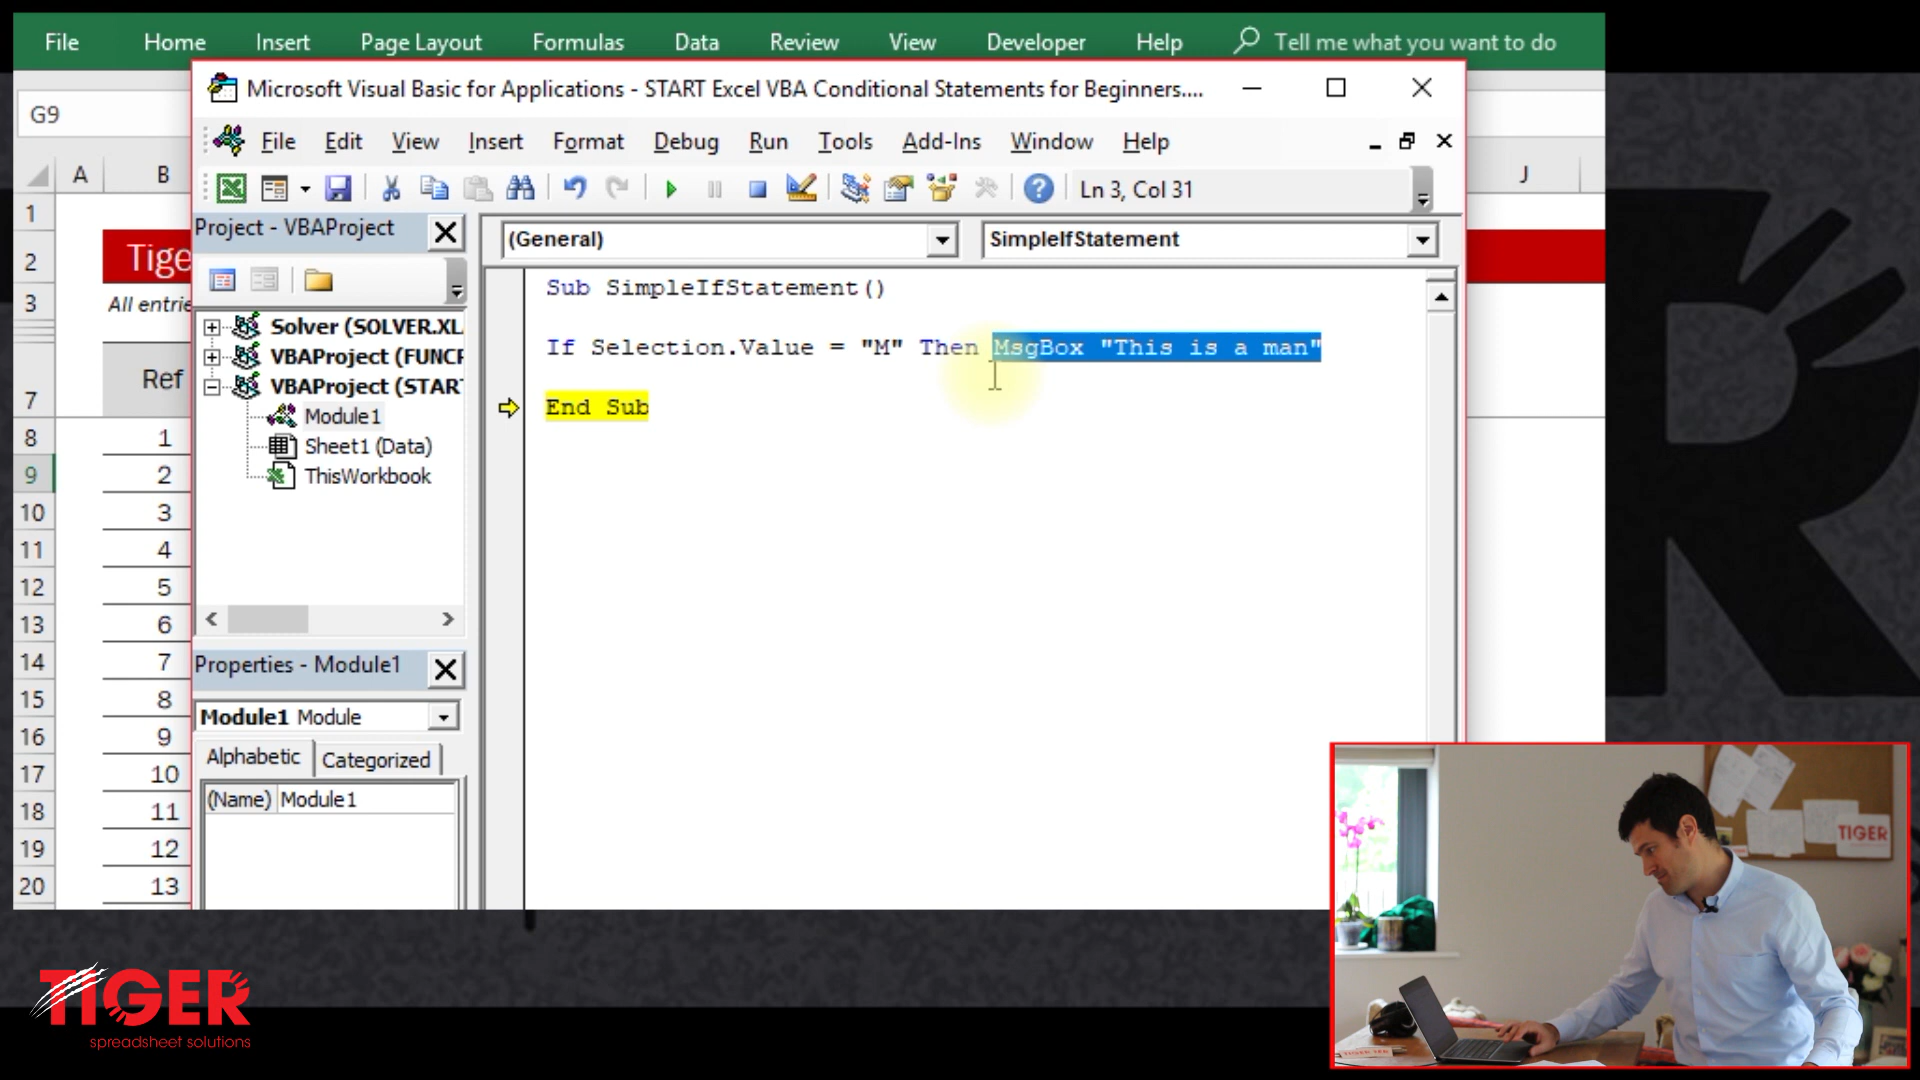 File Home Insert Page Layout Formulas Data Review View Developer Help Tell me what you want to do
Microsoft Visual Basic for Applications - START Excel VBA Conditional Statements for Beginners....
G9
File Edit View Insert Format Debug Run Tools Add-Ins Window Help
Ln 3, Col 31
A B J
Project - VBAProject
(General) SimpleIfStatement
1
2 Tige
3 All entrie
7 Ref
8 1
9 2
10 3
11 4
12 5
13 6
14 7
15 8
16 9
17 10
18 11
19 12
20 13
Solver (SOLVER.XL
VBAProject (FUNC
VBAProject (START
Module1
Sheet1 (Data)
ThisWorkbook
Sub SimpleIfStatement()
If Selection.Value = "M" Then MsgBox "This is a man"
End Sub
Properties - Module1
Module1 Module
Alphabetic Categorized
(Name) Module1
TIGER
TIGER
spreadsheet solutions